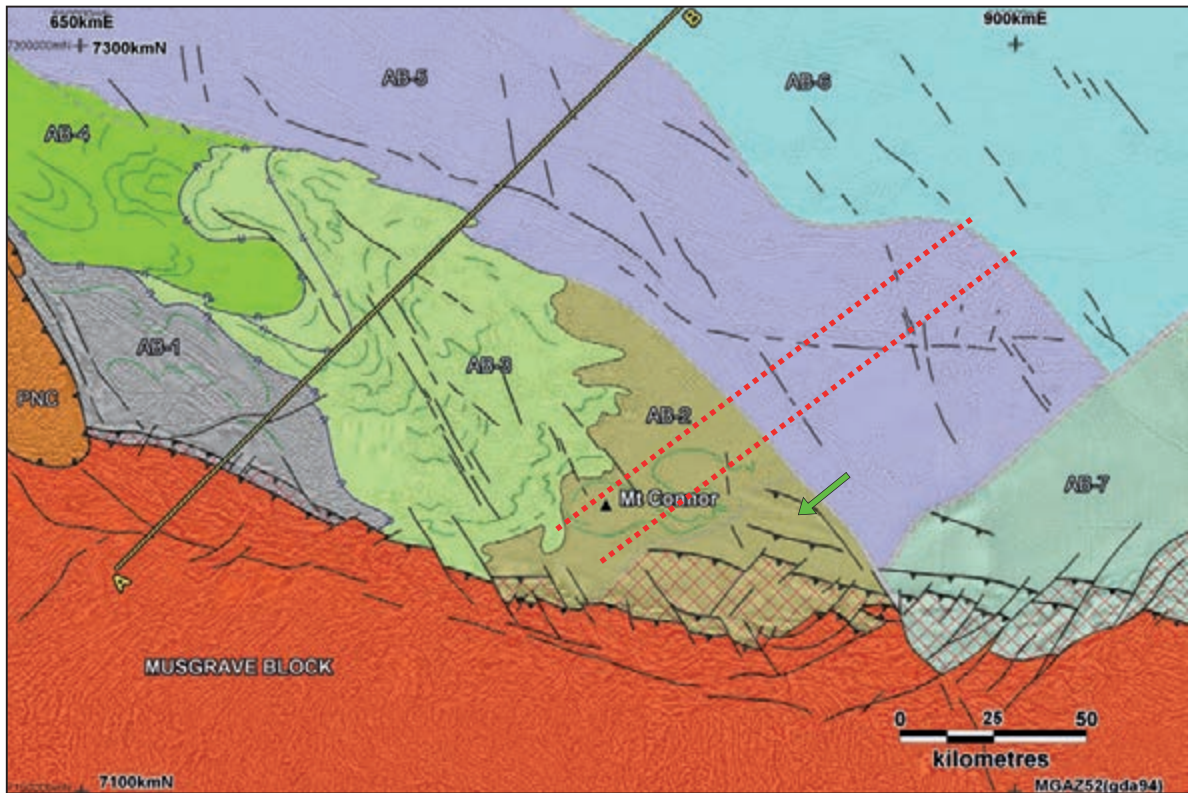 650kmE
900kmE
7300000mN
7300kmN
B
AB-5
AB-6
AB-4
AB-1
AB-3
PNC
AB-2
Mt Connor
AB-7
A
MUSGRAVE BLOCK
0 25 50
kilometres
7100kmN
MGAZ52(gda94)